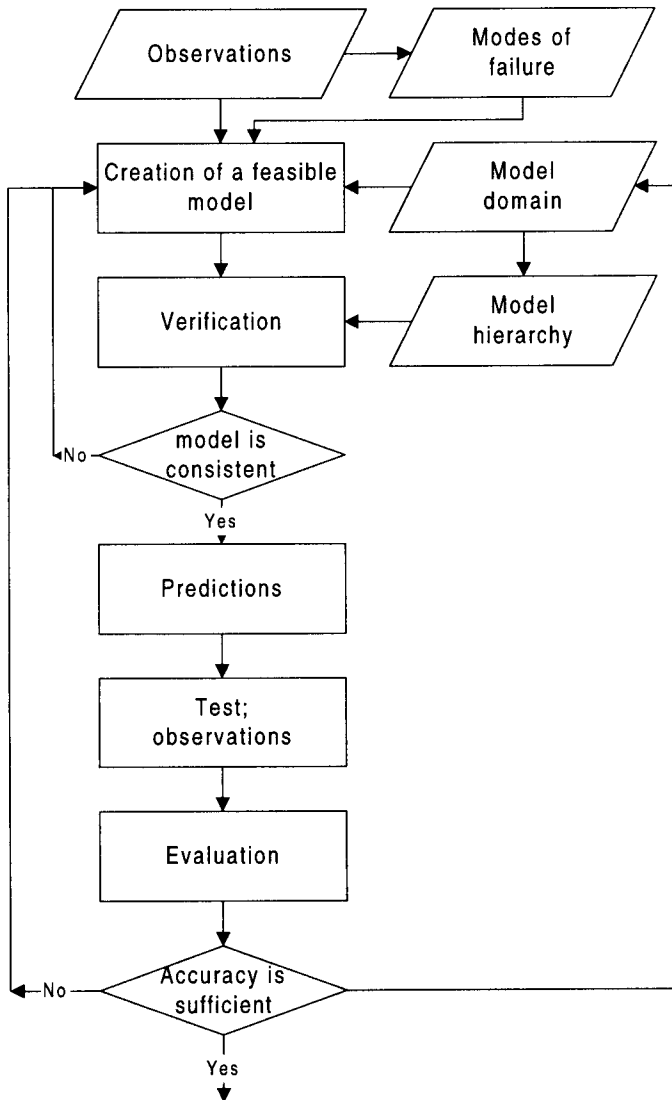 Observations
Modes of
failure
Creation of a feasible
model
Model
domain
Verification
Model
hierarchy
model is
consistent
No
Yes
Predictions
Test;
observations
Evaluation
Accuracy is
sufficient
No
Yes